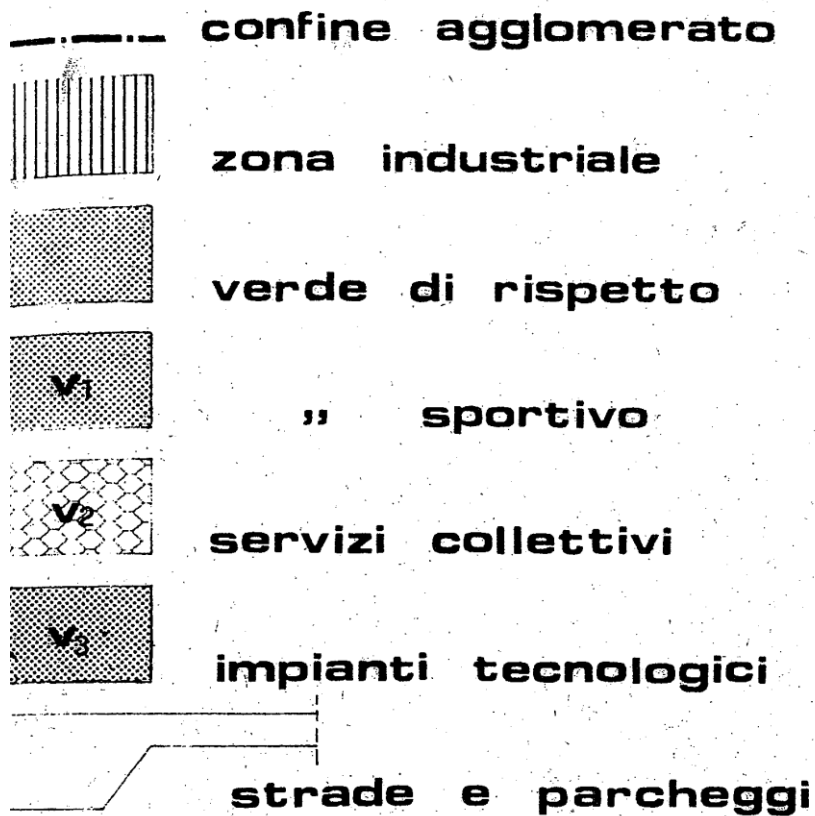 confine agglomerato
zona industriale
verde di rispetto
v1
„ sportivo
v2
servizi collettivi
v3
impianti tecnologici
strade e parcheggi